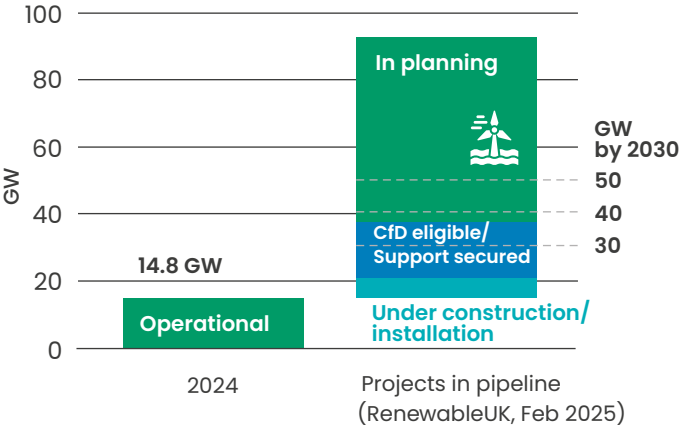 100
80
60
40
20
0
GW
14.8 GW
Operational
2024
In planning
CfD eligible/
Support secured
Under construction/
installation
Projects in pipeline
(RenewableUK, Feb 2025)
GW
by 2030
50
40
30